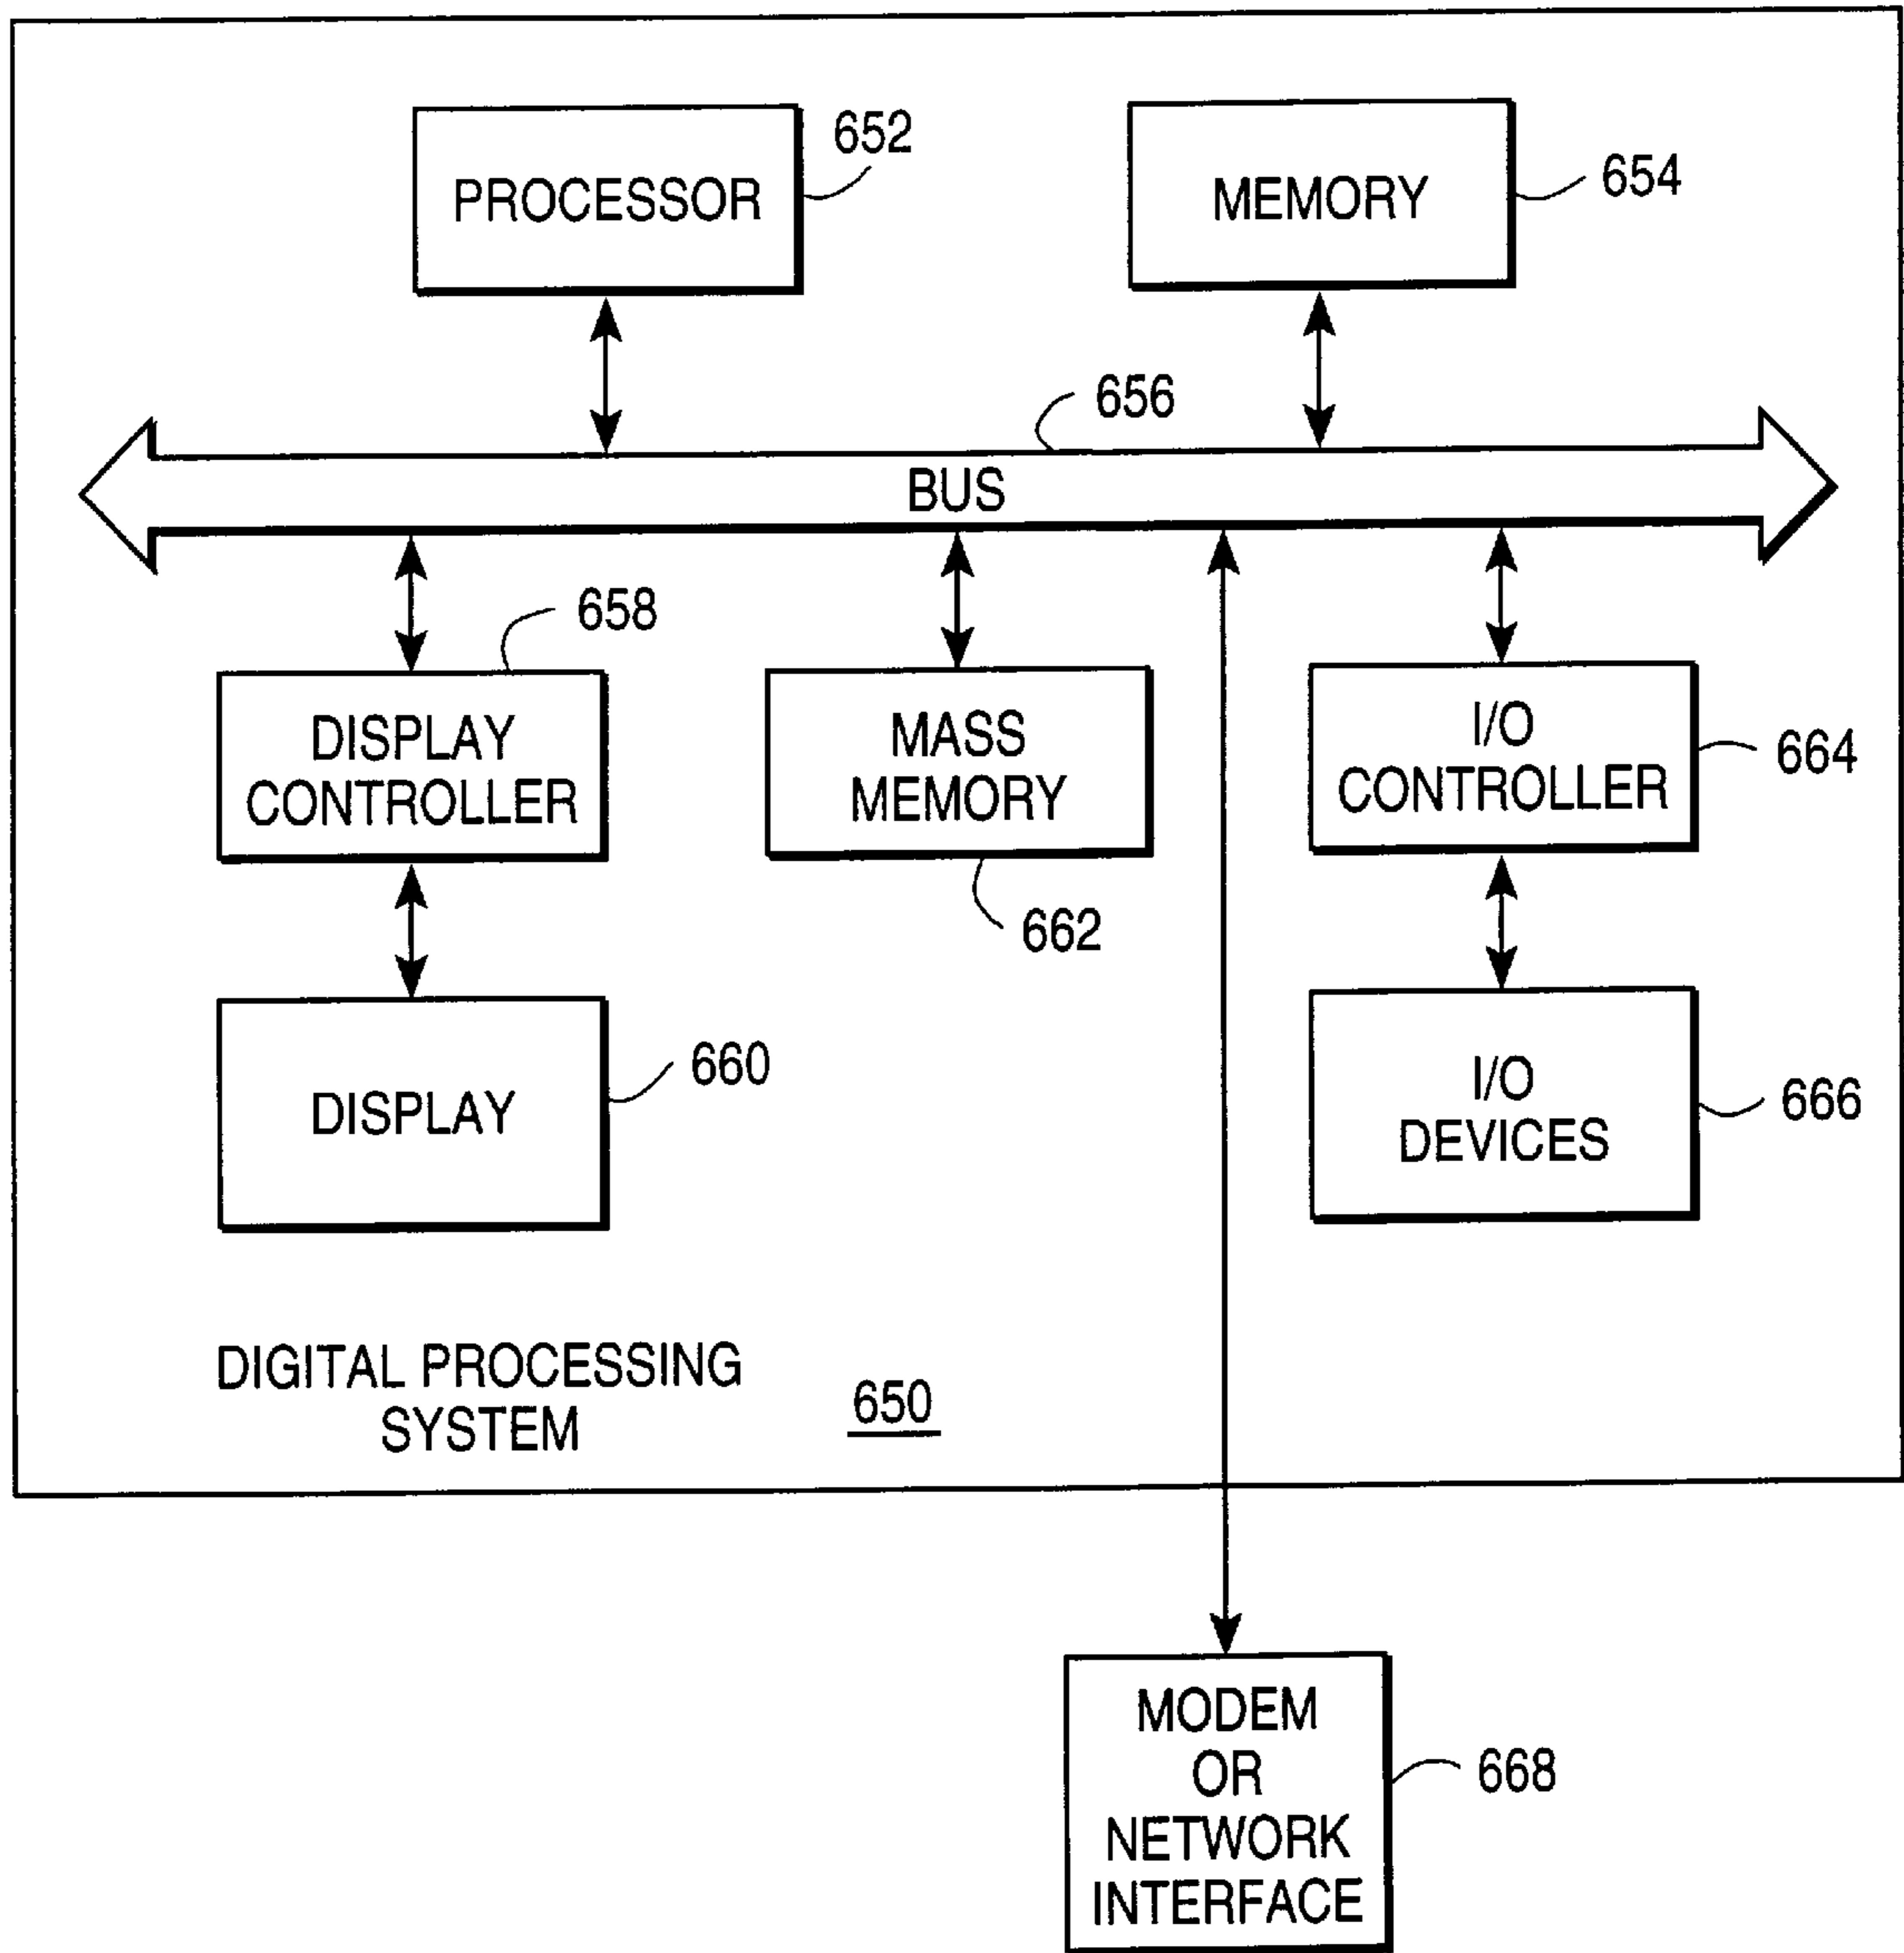 652
PROCESSOR
654
MEMORY
656
BUS
658
DISPLAY
CONTROLLER
MASS
MEMORY
662
I/O
CONTROLLER
664
DISPLAY
660
I/O
DEVICES
666
DIGITAL PROCESSING
SYSTEM
650
MODEM
OR
NETWORK
INTERFACE
668